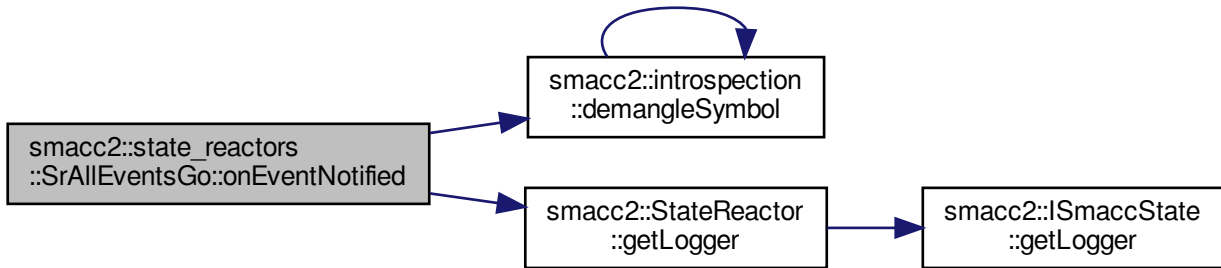 smacc2::introspection
::demangleSymbol
smacc2::state_reactors
::SrAllEventsGo::onEventNotified
smacc2::StateReactor
::getLogger
smacc2::ISmaccState
::getLogger